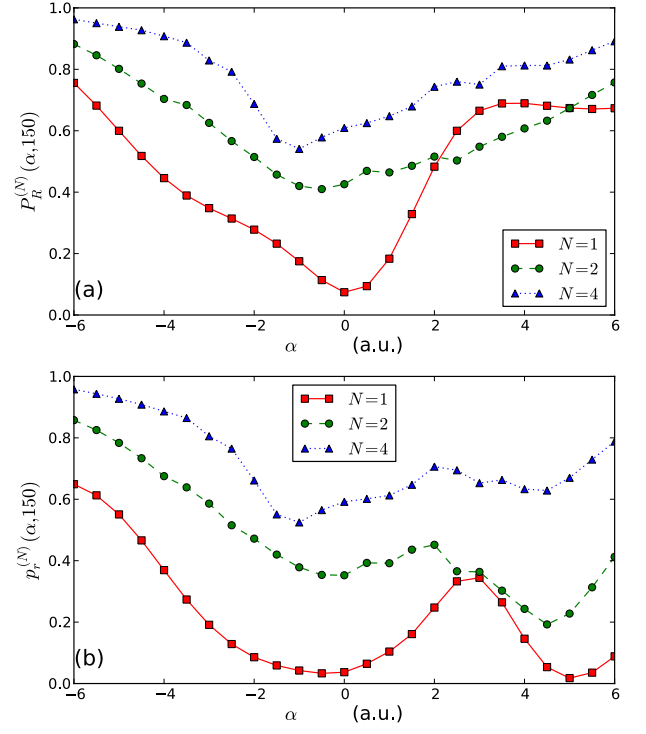 1.0
0.8
0.6
0.4
0.2
0.0
P_R^(N)(α,150)
(a)
N=1
N=2
N=4
−6 −4 −2 0 2 4 6
α (a.u.)
1.0
0.8
0.6
0.4
0.2
0.0
p_r^(N)(α,150)
N=1
N=2
N=4
(b)
−6 −4 −2 0 2 4 6
α (a.u.)